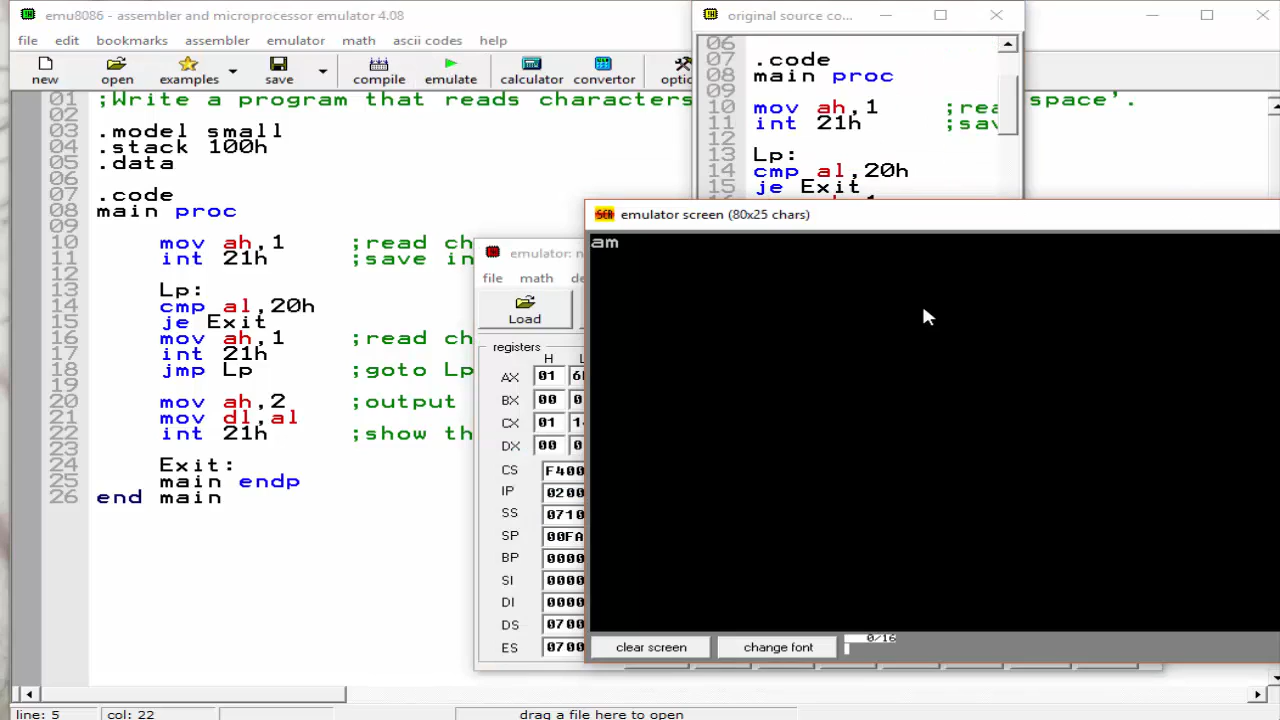 emu8086 - assembler and microprocessor emulator 4.08
file edit bookmarks assembler emulator math ascii codes help
new open examples save compile emulate calculator convertor
01 ;Write a program that reads characters
02
03 .model small
04 .stack 100h
05 .data
06
07 .code
08 main proc
09
10 mov ah,1 ;read
11 int 21h ;save
12
13 Lp:
14 cmp al,20h
15 je Exit
16 mov ah,1 ;read
17 int 21h
18 jmp Lp ;goto Lp
19
20 mov ah,2 ;output
21 mov dl,al
22 int 21h ;show
23
24 Exit:
25 main endp
26 end main
line: 5 col: 22 drag a file here to open
original source co...
06
07 .code
08 main proc
09
10 mov ah,1
11 int 21h
12
13 Lp:
14 cmp al,20h
15 je Exit
space'.
emulator:
file math
Load
registers
H
AX 01
BX 00
CX 01
DX 00
CS F400
IP 0200
SS 0710
SP 00FA
BP 0000
SI 0000
DI 0000
DS 0700
ES 0700
emulator screen (80x25 chars)
am
clear screen change font 0/16